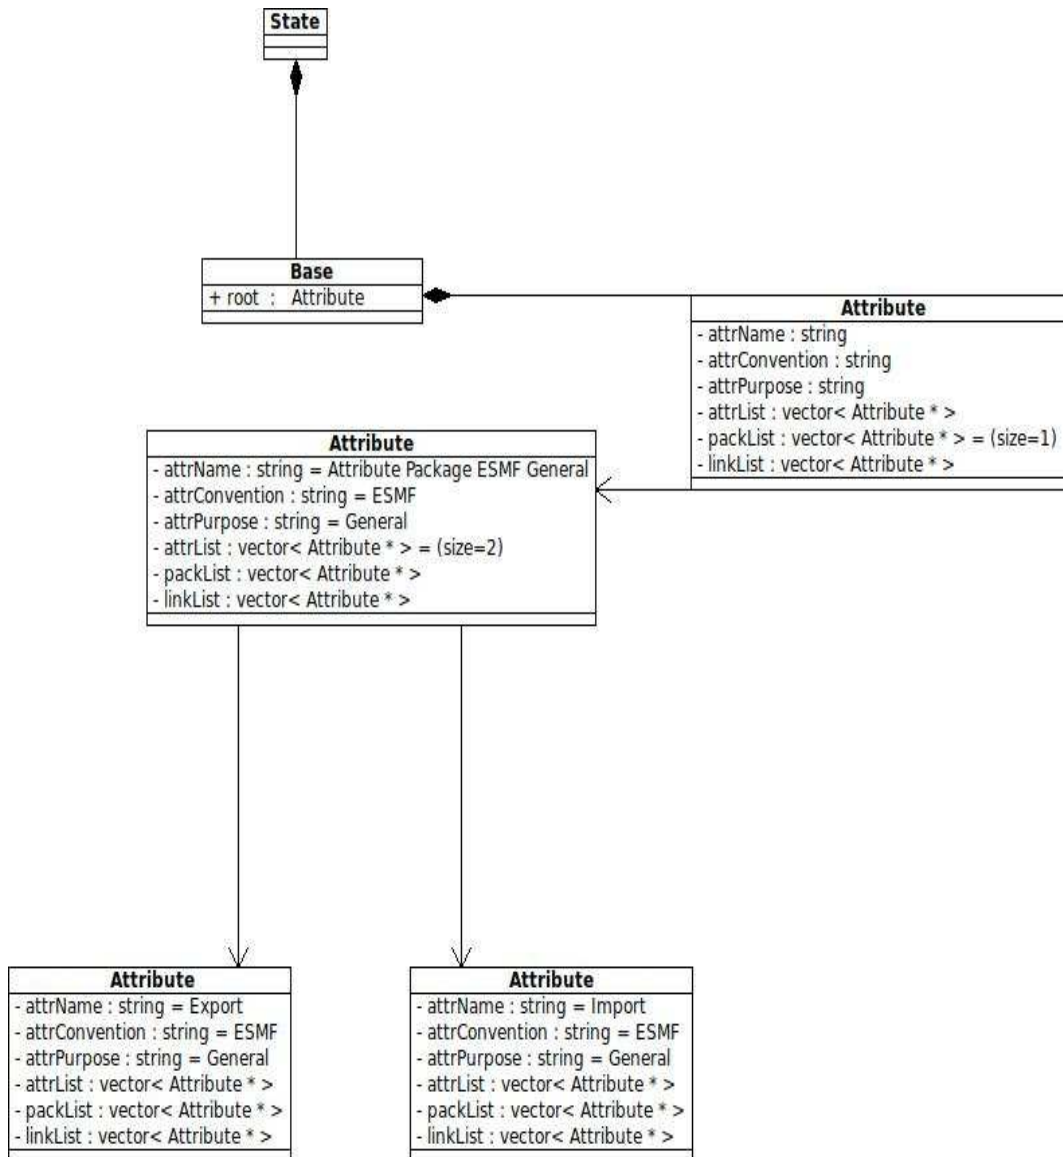 State
Base
+ root : Attribute
Attribute
- attrName : string
- attrConvention : string
- attrPurpose : string
- attrList : vector< Attribute * >
- packList : vector< Attribute * > = (size=1)
- linkList : vector< Attribute * >
Attribute
- attrName : string = Attribute Package ESMF General
- attrConvention : string = ESMF
- attrPurpose : string = General
- attrList : vector< Attribute * > = (size=2)
- packList : vector< Attribute * >
- linkList : vector< Attribute * >
Attribute
- attrName : string = Export
- attrConvention : string = ESMF
- attrPurpose : string = General
- attrList : vector< Attribute * >
- packList : vector< Attribute * >
- linkList : vector< Attribute * >
Attribute
- attrName : string = Import
- attrConvention : string = ESMF
- attrPurpose : string = General
- attrList : vector< Attribute * >
- packList : vector< Attribute * >
- linkList : vector< Attribute * >